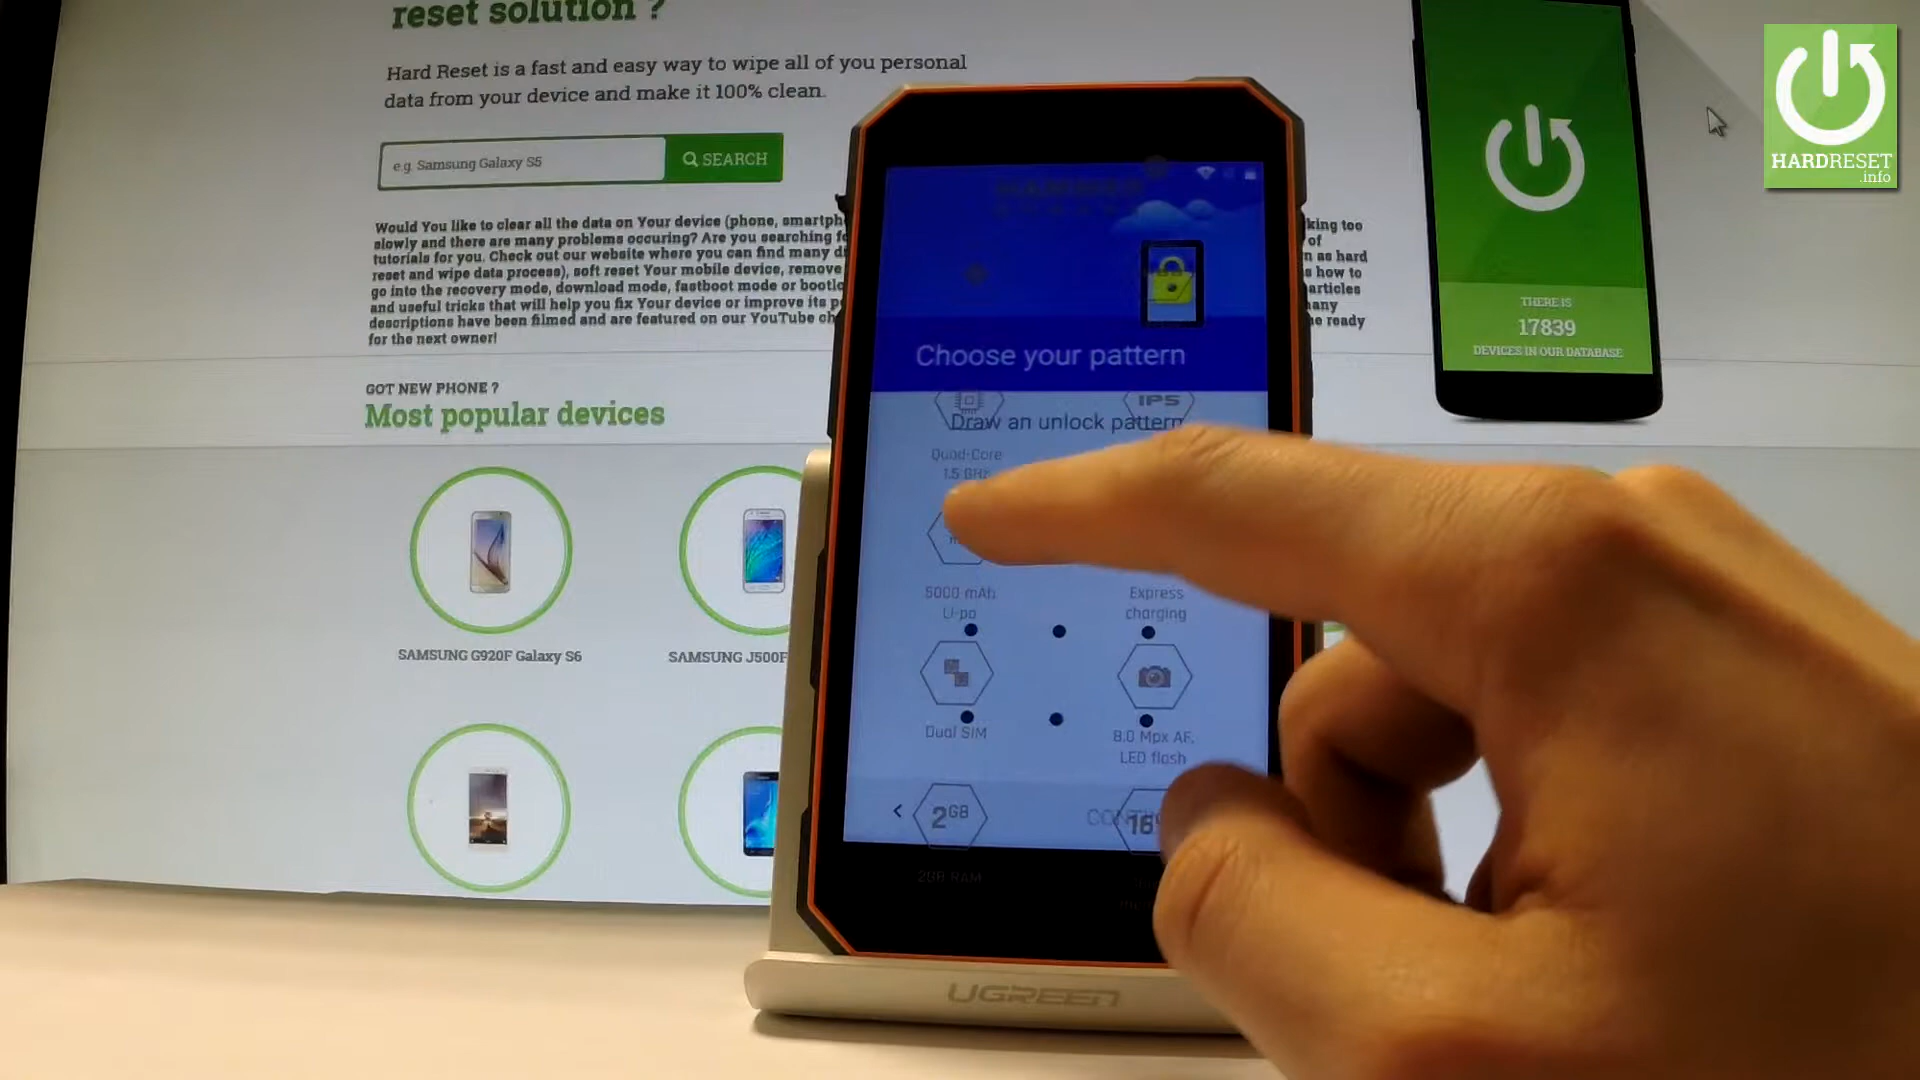 reset solution ?
Hard Reset is a fast and easy way to wipe all of you personal
data from your device and make it 100% clean.
e.g. Samsung Galaxy S5
SEARCH
Would You like to clear all the data on Your device (phone, smartph
slowly and there are many problems occuring? Are you searching f
tutorials for you. Check out our website where you can find many d
reset and wipe data process), soft reset Your mobile device, remove
go into the recovery mode, download mode, fastboot mode or bootlo
and useful tricks that will help you fix Your device or improve its p
descriptions have been filmed and are featured on our YouTube ch
for the next owner!
king too
of
n as hard
how to
articles
any
e ready
GOT NEW PHONE ?
Most popular devices
SAMSUNG G920F Galaxy S6
SAMSUNG J500F
THERE IS
17839
DEVICES IN OUR DATABASE
HARDRESET
.info
Choose your pattern
IPS
Draw an unlock pattern
Quad-Core
1.5 GHz
5000 mAh
Li-po
Express
charging
Dual SIM
8.0 Mpx AF,
LED flash
<
2GB
16
2GB RAM
UGREEN